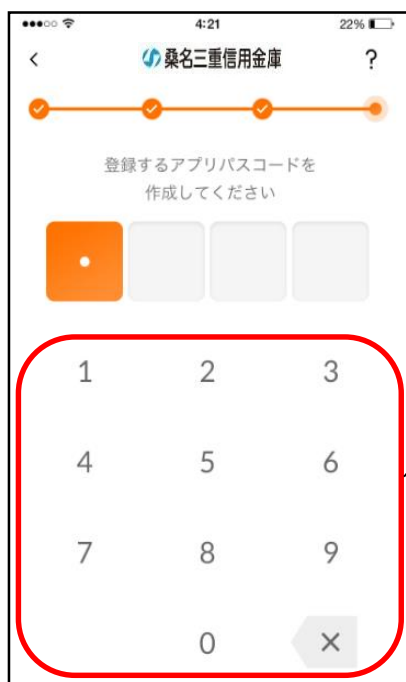 4:21
22%
桑名三重信用金庫
?
登録するアプリパスコードを
作成してください
1 2 3
4 5 6
7 8 9
0